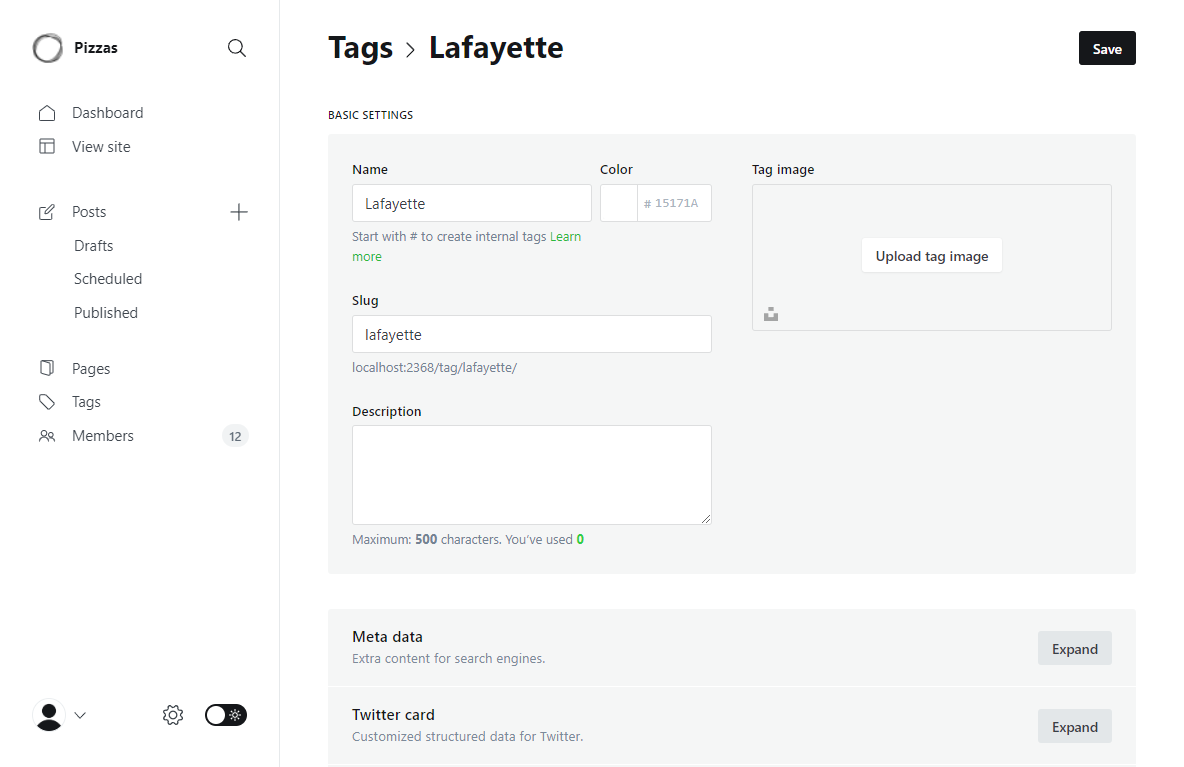 Pizzas
Dashboard
View site
Posts
Drafts
Scheduled
Published
Pages
Tags
Members
12
Tags > Lafayette
Save
BASIC SETTINGS
Name
Lafayette
Start with # to create internal tags Learn
more
Color
# 15171A
Slug
lafayette
localhost:2368/tag/lafayette/
Description
Maximum: 500 characters. You’ve used 0
Tag image
Upload tag image
Meta data
Extra content for search engines.
Expand
Twitter card
Customized structured data for Twitter.
Expand